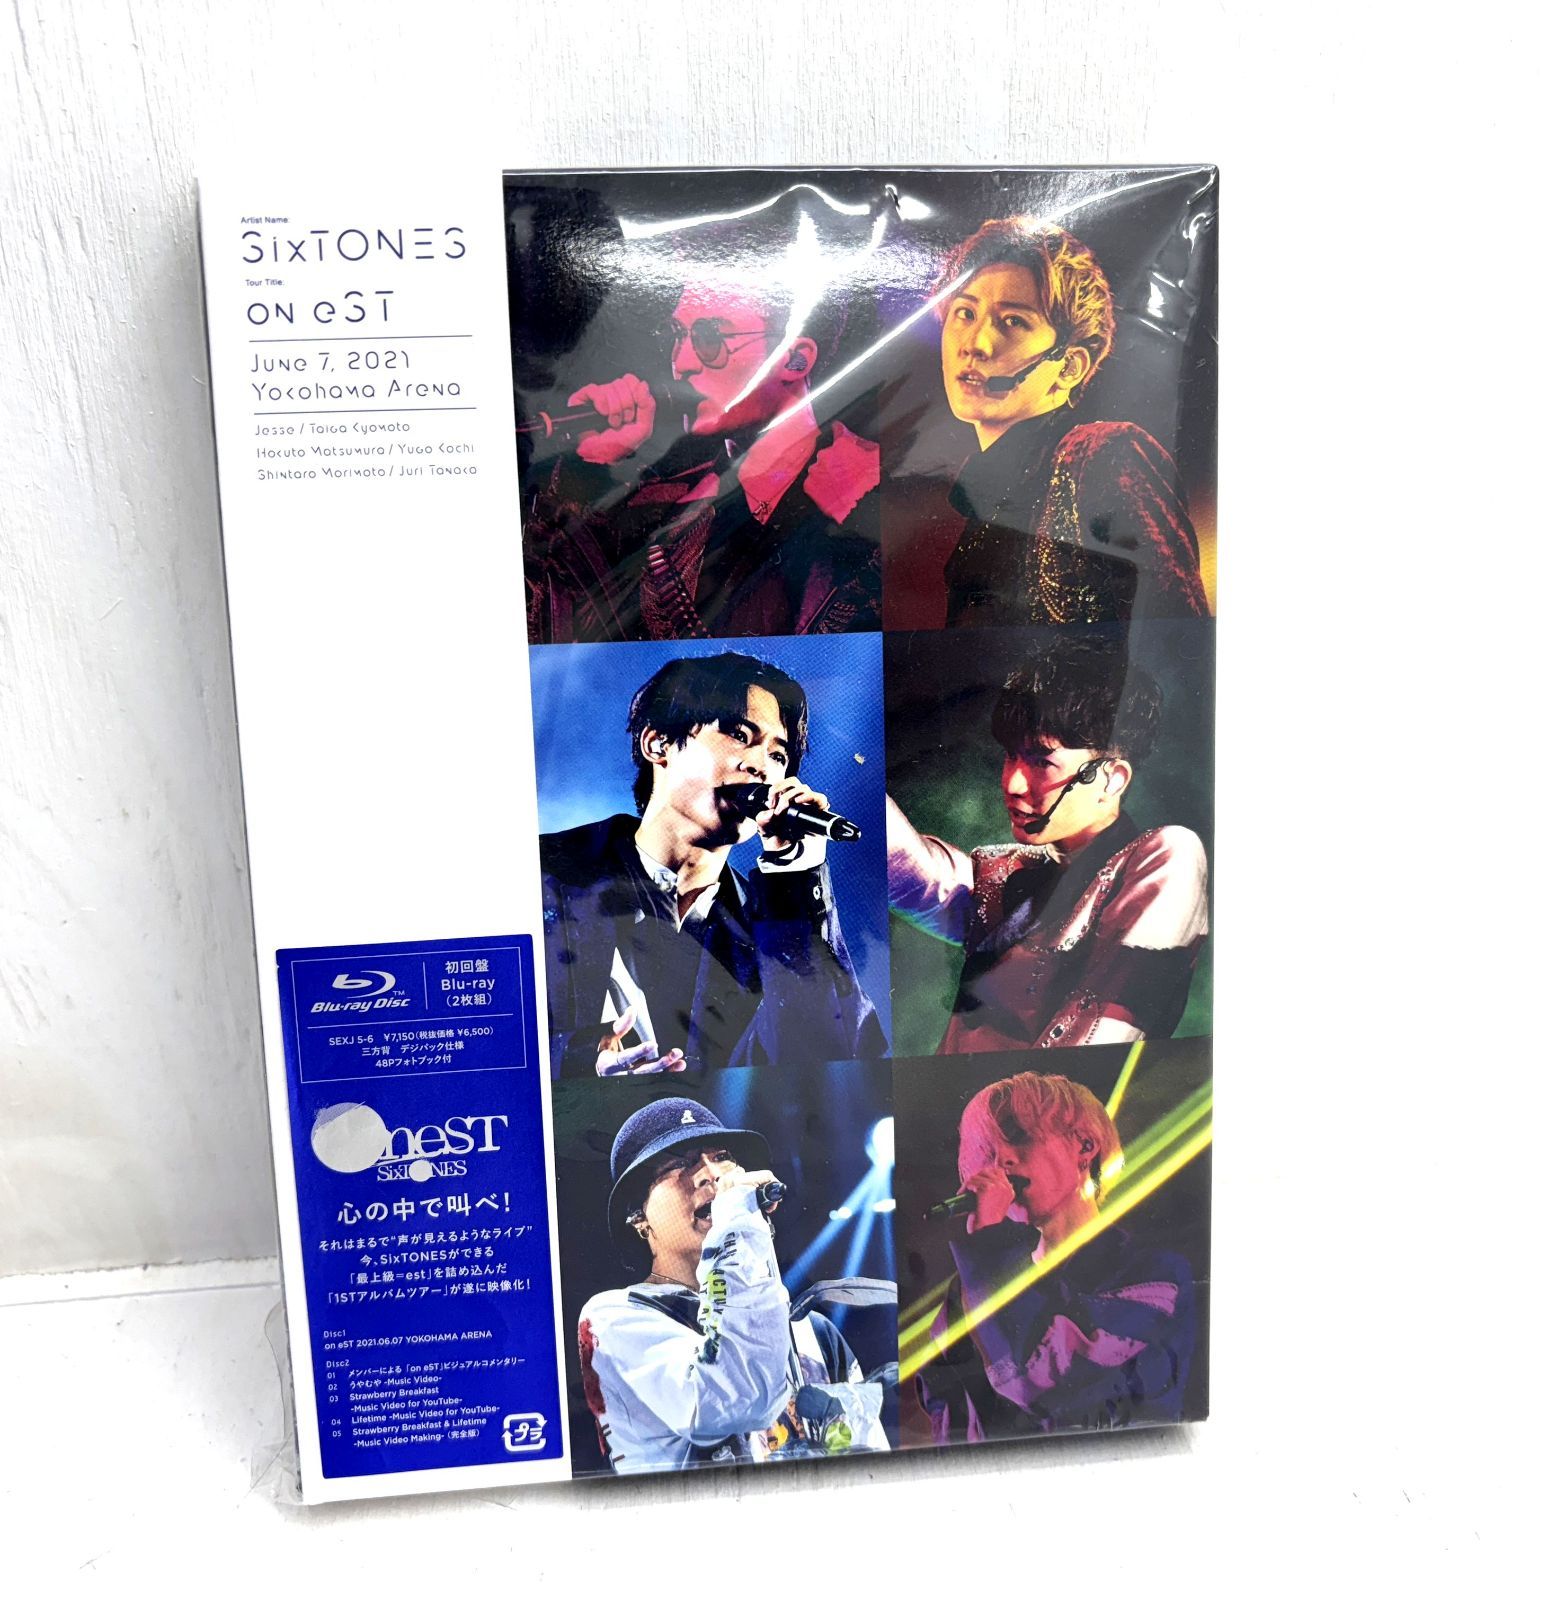 Artist Name:
SixTONES
Tour Title:
on eST
June 7, 2021
Yokohama Arena
Jesse / Taiga Kyomoto
Hokuto Matsumura / Yugo Kochi
Shintaro Morimoto / Juri Tanaka
Blu-ray Disc™
初回盤
Blu-ray
(2枚組)
SEXJ 5-6 ¥7,150(税抜価格 ¥6,500)
三方背 デジパック仕様
48Pフォトブック付
oneST
SixTONES
心の中で叫べ!
それはまるで“声が見えるようなライブ”
今、SixTONESができる
「最上級=est」を詰め込んだ
「1STアルバムツアー」が遂に映像化!
Disc1
on eST 2021.06.07 YOKOHAMA ARENA
Disc2
01 メンバーによる「on eST」ビジュアルコメンタリー
02 うやむや -Music Video-
03 Strawberry Breakfast
-Music Video for YouTube-
04 Lifetime -Music Video for YouTube-
05 Strawberry Breakfast & Lifetime
-Music Video Making- (完全版)
プラ